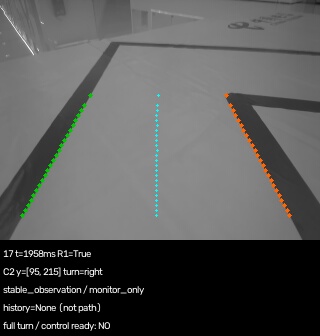 17 t=1958ms R1=True
C2 y=[95, 215] turn=right
stable_observation / monitor_only
history=None (not path)
full turn / control ready: NO